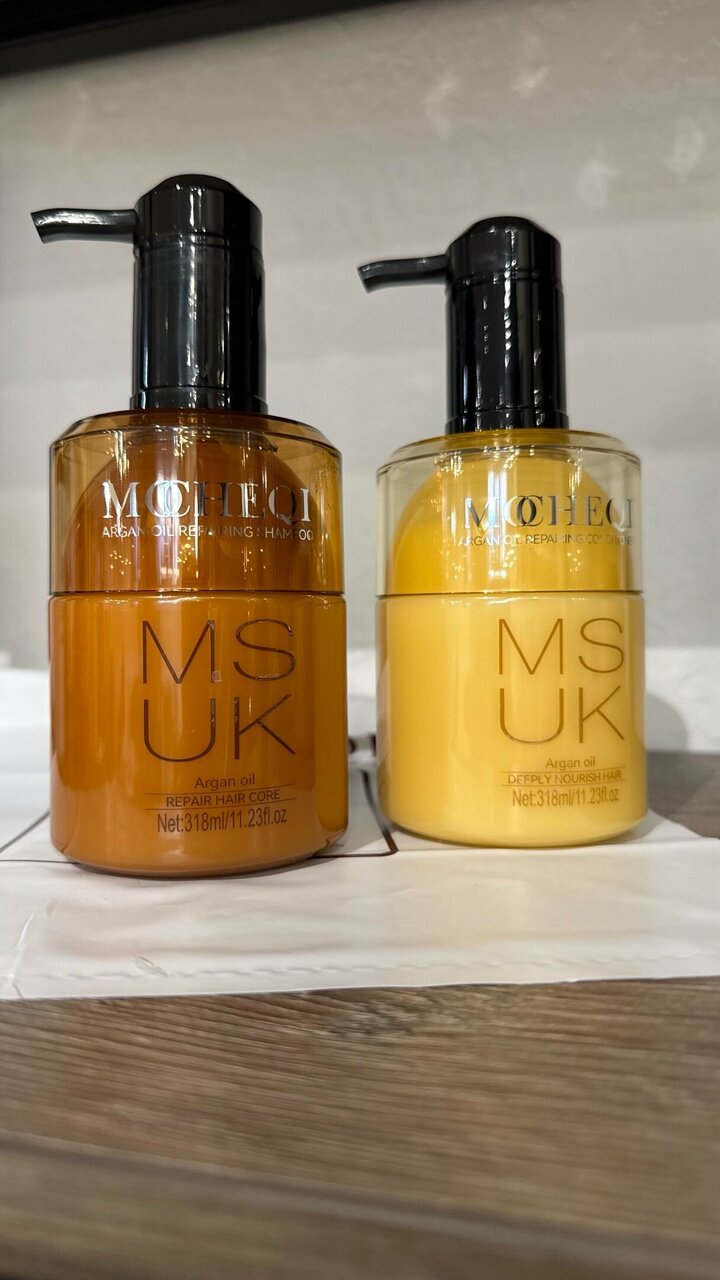 MOCHEQI
ARGAN OIL REPAIRING SHAMPOO
MS
UK
Argan oil
REPAIR HAIR CORE
Net:318ml/11.23fl.oz
MOCHEQI
ARGAN OIL REPAIRING CONDITIONER
MS
UK
Argan oil
DEEPLY NOURISH HAIR
Net:318ml/11.23fl.oz